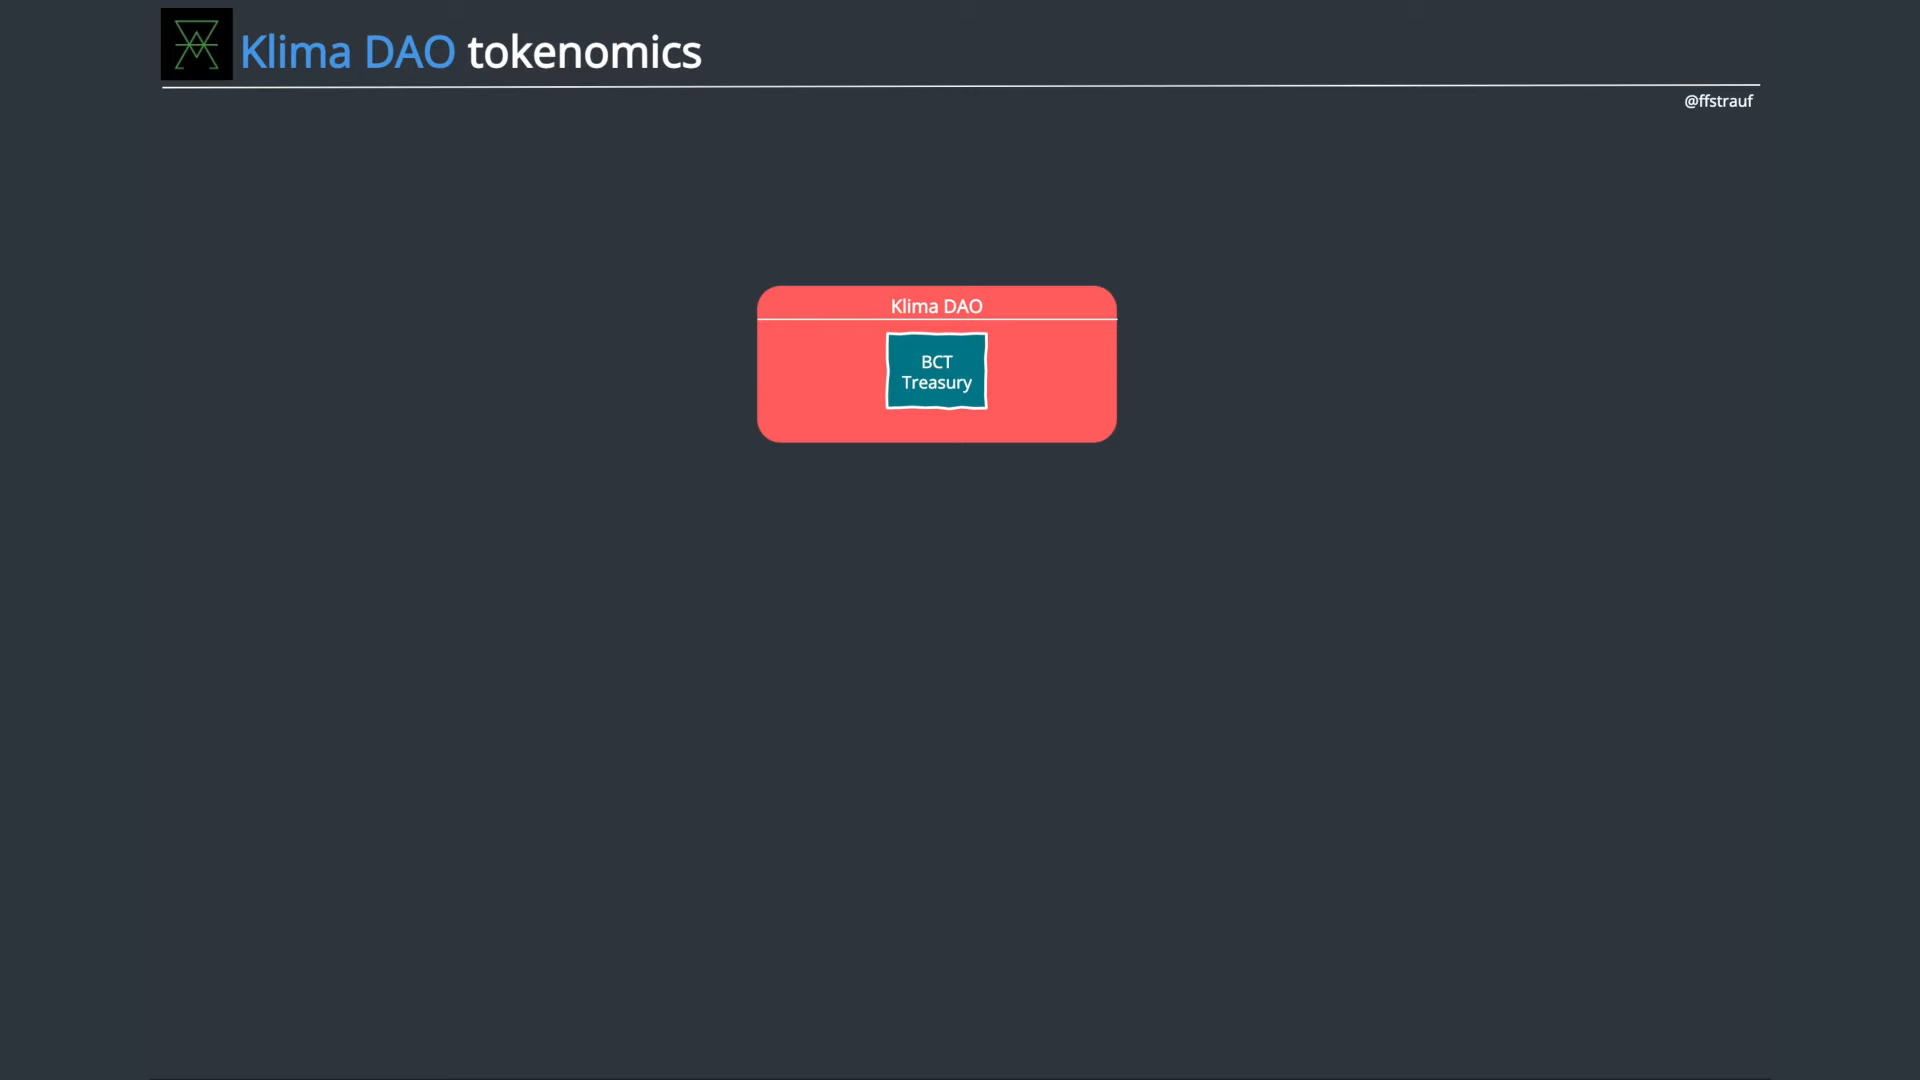 Klima DAO tokenomics
@ffstrauf
Klima DAO
BCT
Treasury